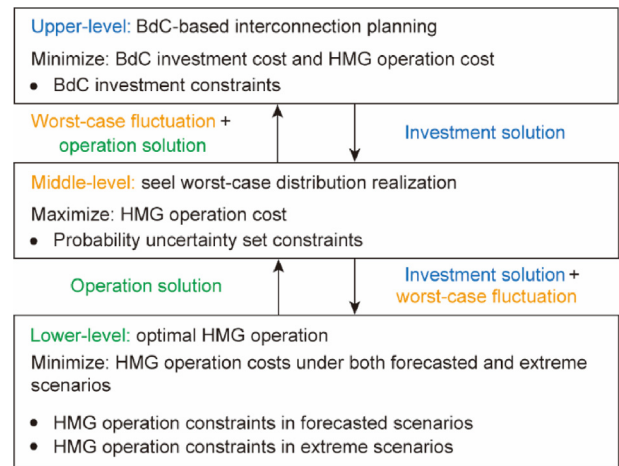 Upper-level: BdC-based interconnection planning
Minimize: BdC investment cost and HMG operation cost
• BdC investment constraints
Worst-case fluctuation +
operation solution
Investment solution
Middle-level: seel worst-case distribution realization
Maximize: HMG operation cost
• Probability uncertainty set constraints
Operation solution
Investment solution +
worst-case fluctuation
Lower-level: optimal HMG operation
Minimize: HMG operation costs under both forecasted and extreme
scenarios
• HMG operation constraints in forecasted scenarios
• HMG operation constraints in extreme scenarios